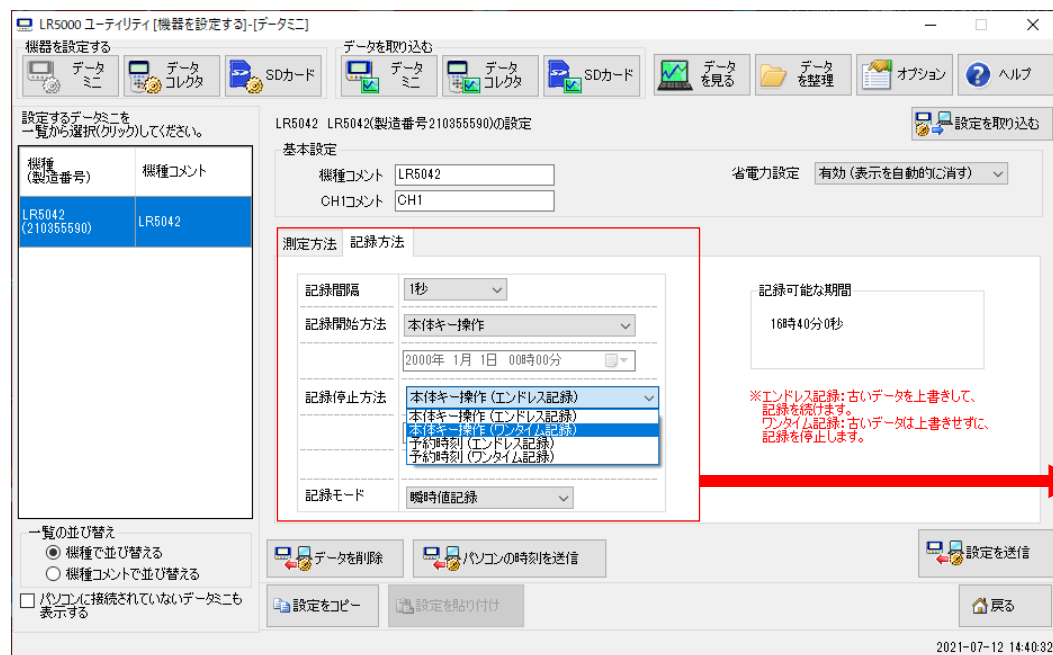 LR5000 ユーティリティ [機器を設定する]-[データミニ]
機器を設定する
データを取り込む
データ
ミニ
データ
コレクタ
SDカード
データ
ミニ
データ
コレクタ
SDカード
データ
を見る
データ
を整理
オプション
ヘルプ
設定するデータミニを
一覧から選択(クリック)してください。
機種
(製造番号)
機種コメント
LR5042
(210355590)
LR5042
LR5042 LR5042(製造番号210355590)の設定
設定を取り込む
基本設定
機種コメント
LR5042
省電力設定
有効 (表示を自動的に消す)
CH1コメント
CH1
測定方法
記録方法
記録間隔
1秒
記録開始方法
本体キー操作
2000年 1月 1日 00時00分
記録停止方法
本体キー操作 (エンドレス記録)
本体キー操作 (エンドレス記録)
本体キー操作 (ワンタイム記録)
予約時刻 (エンドレス記録)
予約時刻 (ワンタイム記録)
記録モード
瞬時値記録
記録可能な期間
16時40分0秒
※エンドレス記録:古いデータを上書きして、
記録を続けます。
ワンタイム記録:古いデータは上書きせずに、
記録を停止します。
一覧の並び替え
機種で並び替える
機種コメントで並び替える
パソコンに接続されていないデータミニも
表示する
データを削除
パソコンの時刻を送信
設定を送信
設定をコピー
設定を貼り付け
戻る
2021-07-12 14:40:32